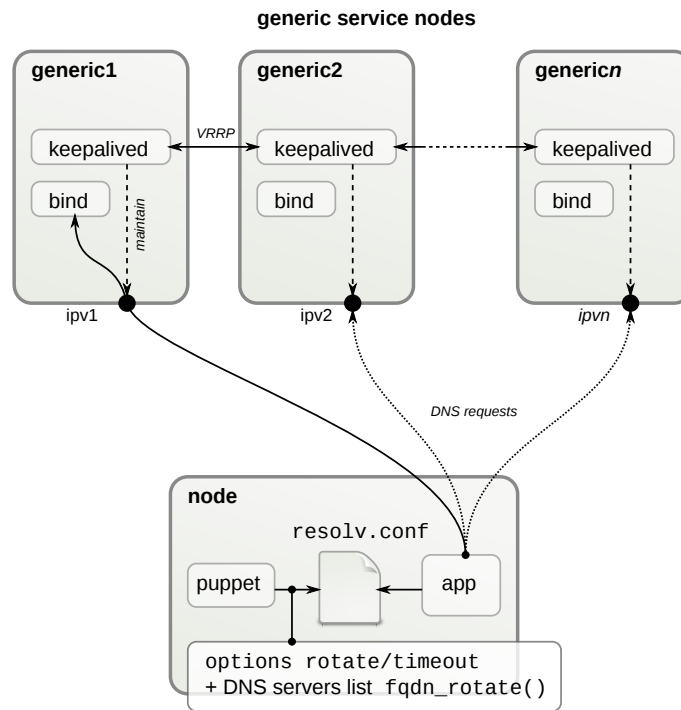 generic service nodes
generic1
generic2
genericn
VRRP
keepalived
keepalived
keepalived
bind
bind
bind
maintain
ipv1
ipv2
ipvn
DNS requests
node
resolv.conf
puppet
app
options rotate/timeout
+ DNS servers list fqdn_rotate()